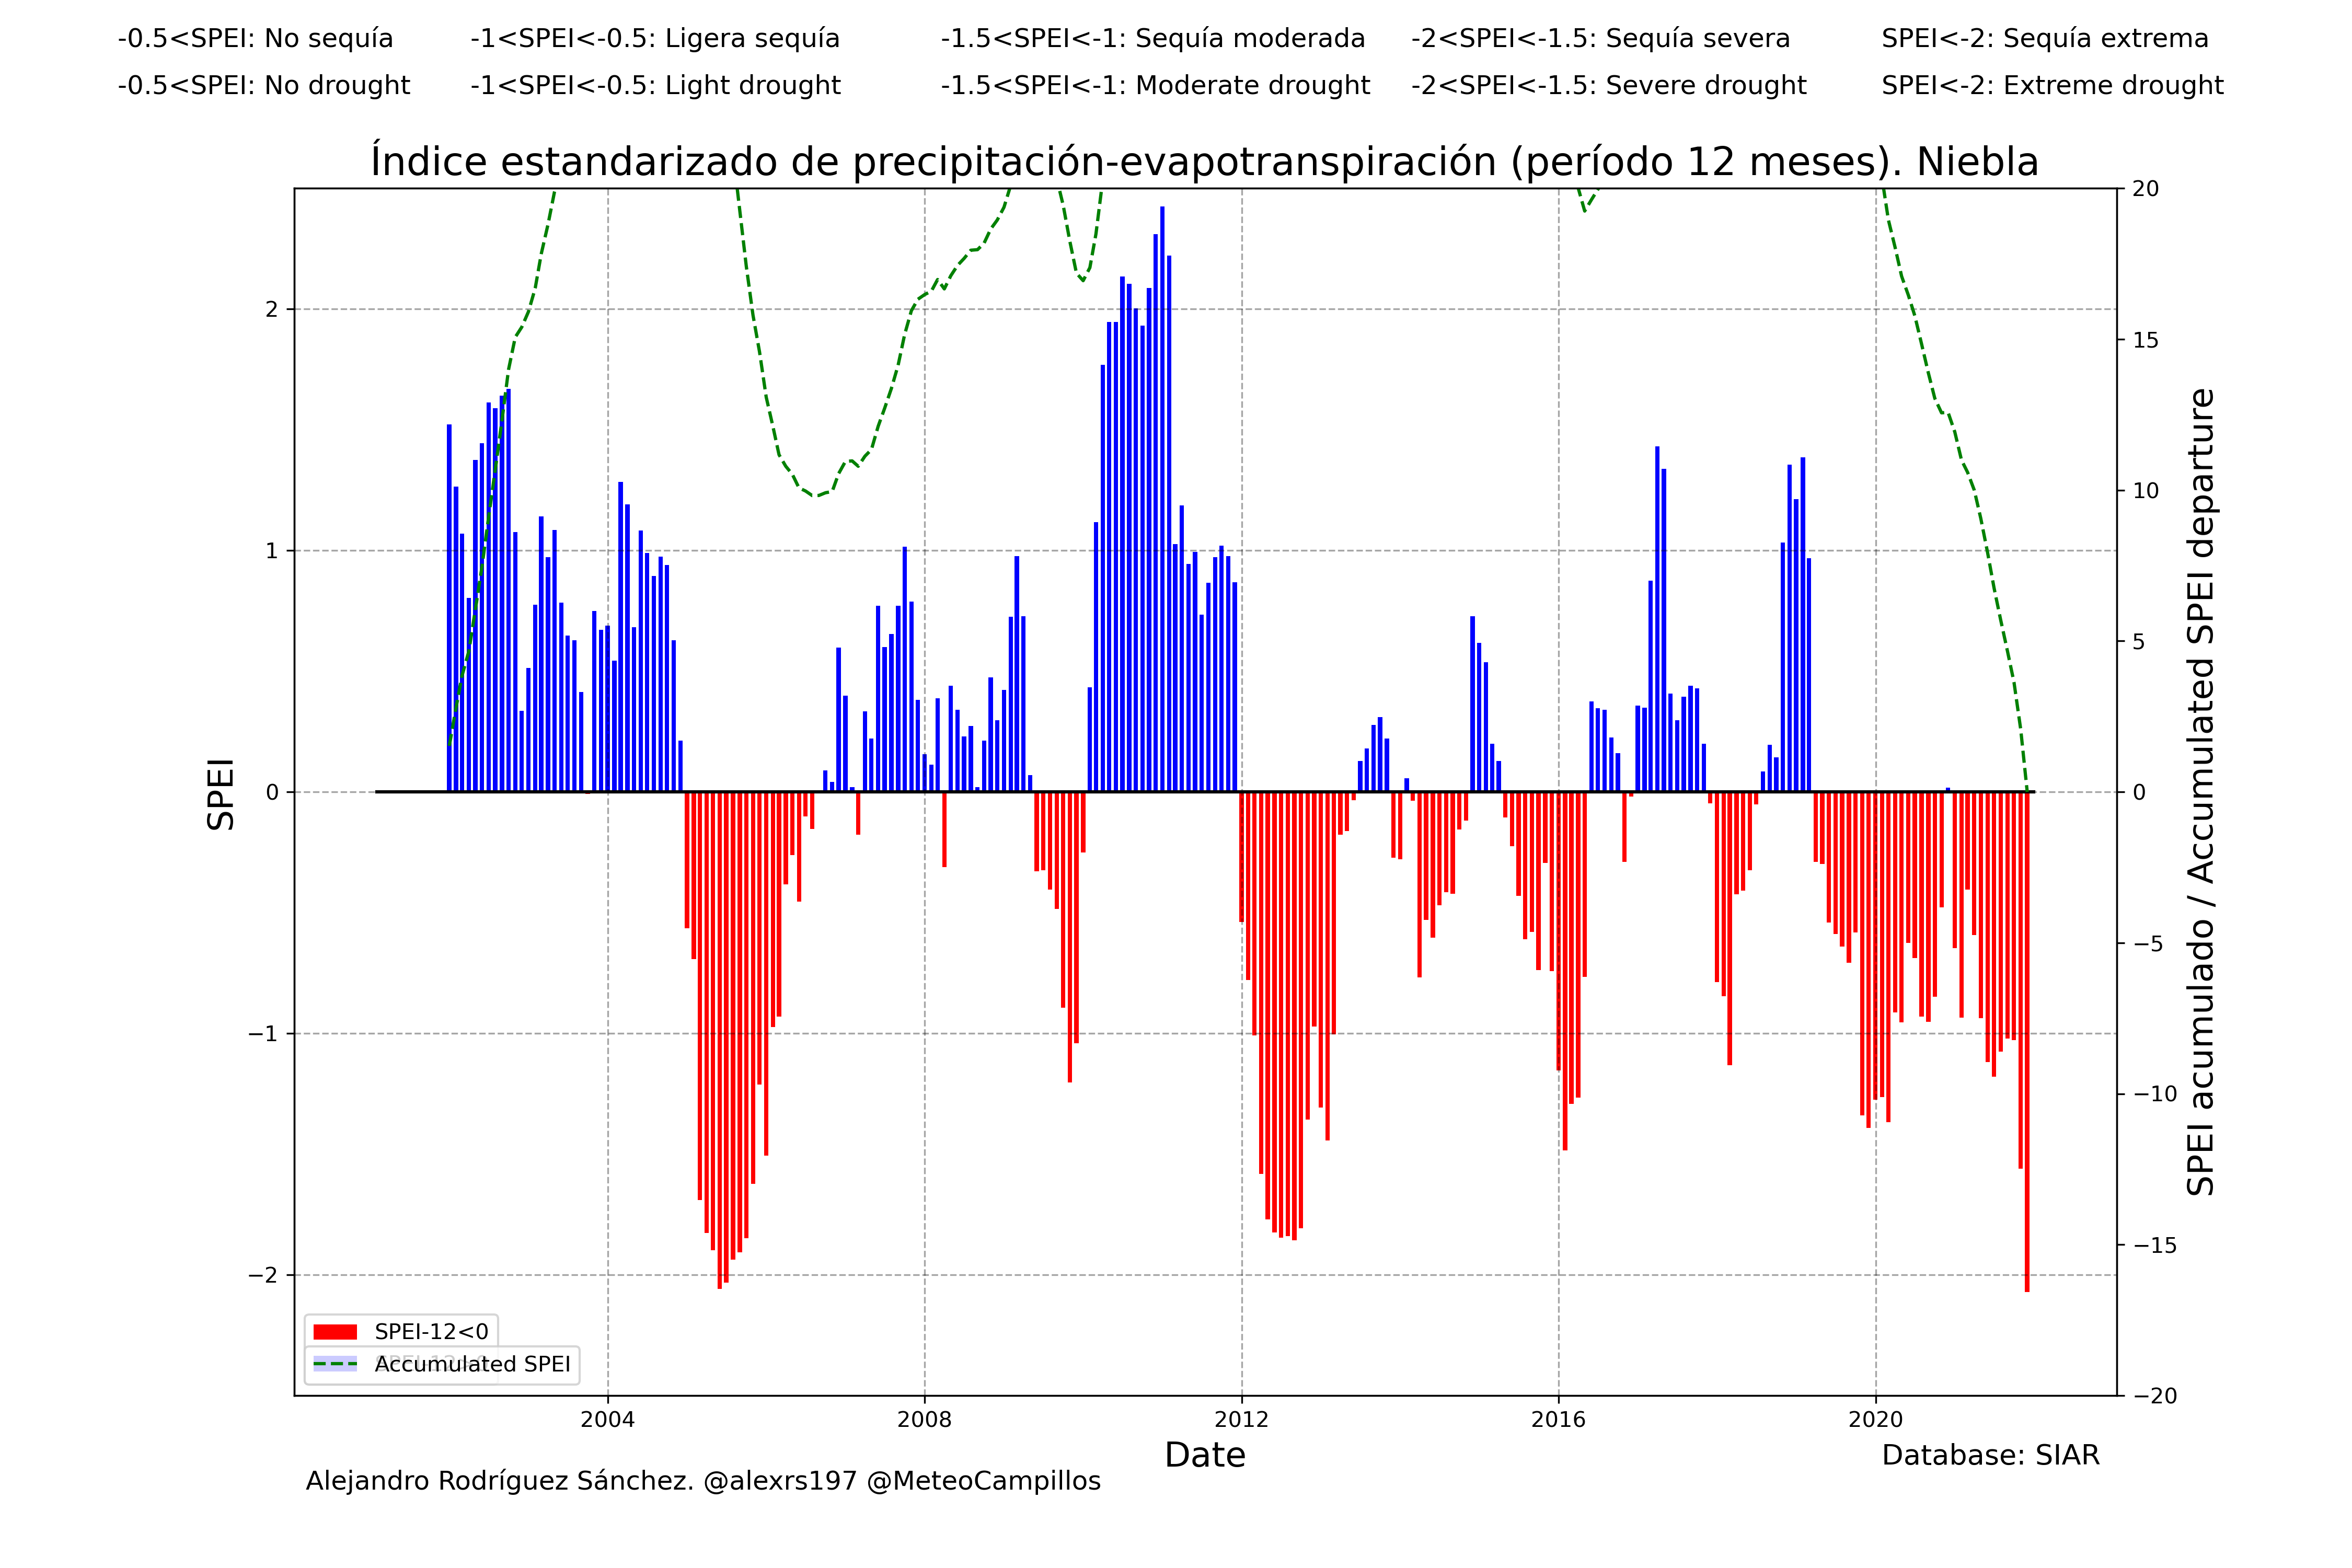 -0.5<SPEI: No sequía -1<SPEI<-0.5: Ligera sequía -1.5<SPEI<-1: Sequía moderada -2<SPEI<-1.5: Sequía severa SPEI<-2: Sequía extrema
-0.5<SPEI: No drought -1<SPEI<-0.5: Light drought -1.5<SPEI<-1: Moderate drought -2<SPEI<-1.5: Severe drought SPEI<-2: Extreme drought
Índice estandarizado de precipitación-evapotranspiración (período 12 meses). Niebla
SPEI
2
1
0
−1
−2
20
15
10
5
0
−5
−10
−15
−20
SPEI acumulado / Accumulated SPEI departure
SPEI-12<0
Accumulated SPEI
2004 2008 2012 2016 2020
Date
Database: SIAR
Alejandro Rodríguez Sánchez. @alexrs197 @MeteoCampillos